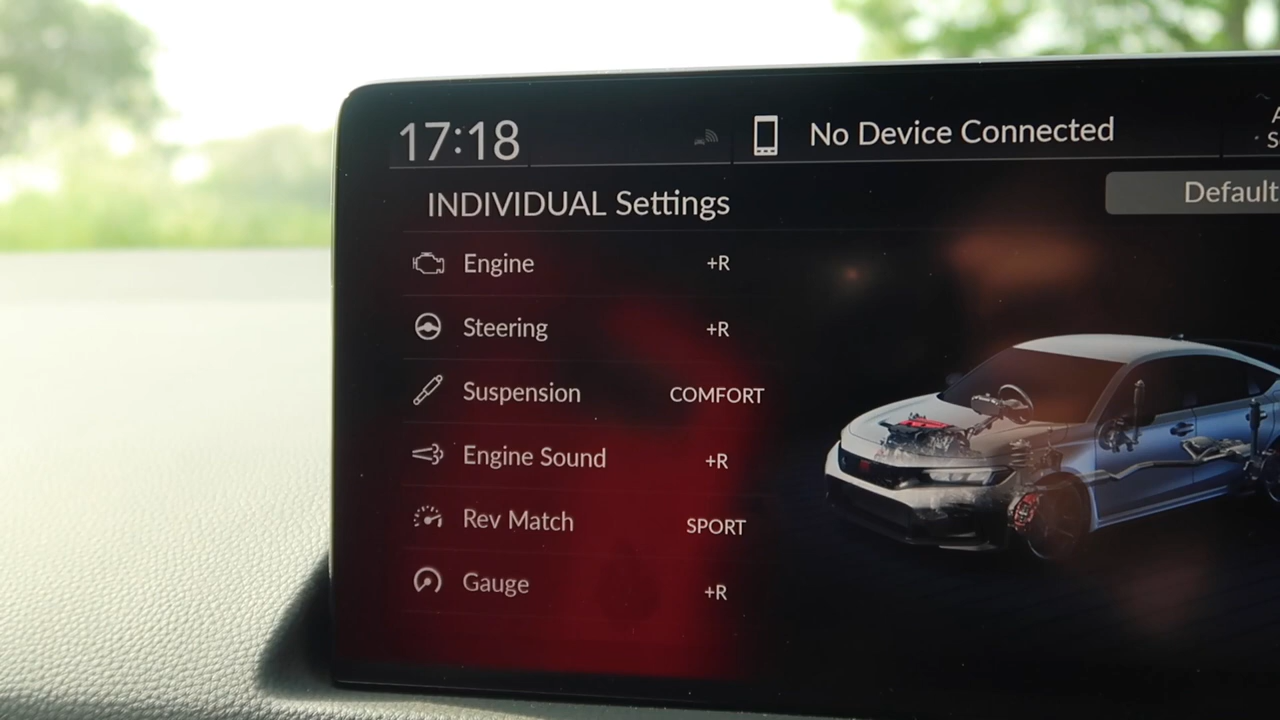 17:18
No Device Connected
INDIVIDUAL Settings
Default
Engine +R
Steering +R
Suspension COMFORT
Engine Sound +R
Rev Match SPORT
Gauge +R